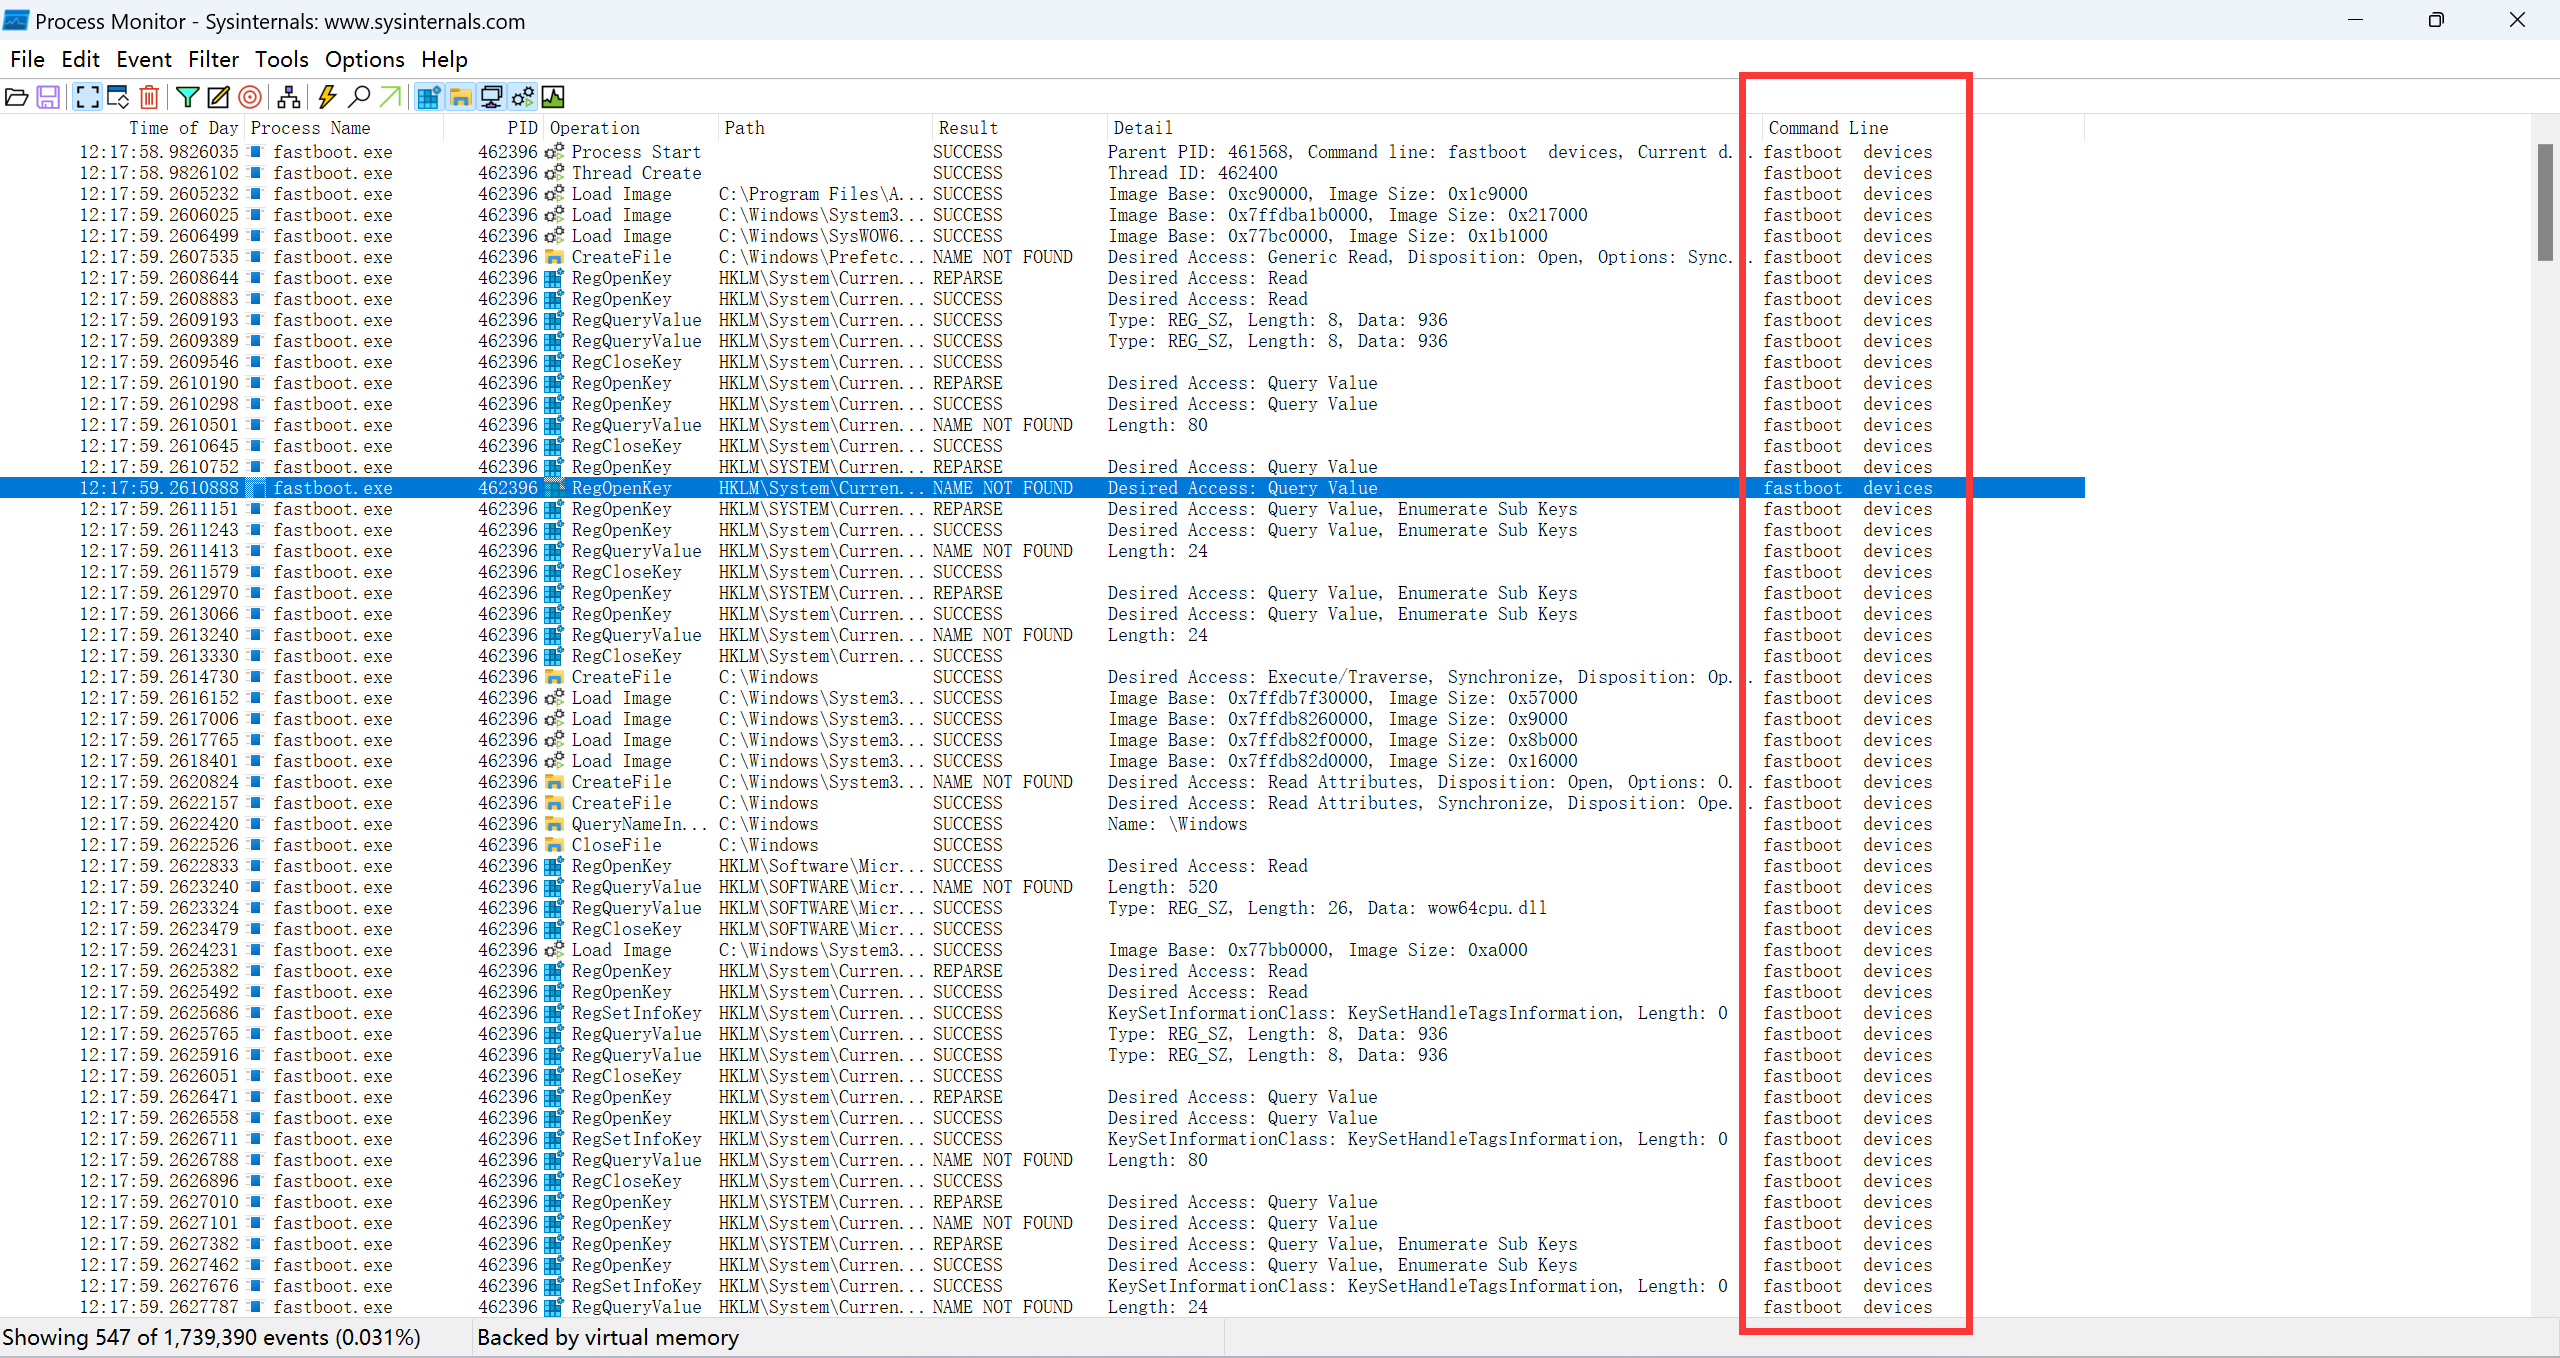 Process Monitor - Sysinternals: www.sysinternals.com
File Edit Event Filter Tools Options Help
Time of Day Process Name PID Operation Path Result Detail Command Line
12:17:58.9826035 fastboot.exe 462396 Process Start SUCCESS Parent PID: 461568, Command line: fastboot  devices, Current d... fastboot  devices
12:17:58.9826102 fastboot.exe 462396 Thread Create SUCCESS Thread ID: 462400 fastboot  devices
12:17:59.2605232 fastboot.exe 462396 Load Image C:\Program Files\A... SUCCESS Image Base: 0xc90000, Image Size: 0x1c9000 fastboot  devices
12:17:59.2606025 fastboot.exe 462396 Load Image C:\Windows\System3... SUCCESS Image Base: 0x7ffdba1b0000, Image Size: 0x217000 fastboot  devices
12:17:59.2606499 fastboot.exe 462396 Load Image C:\Windows\SysWOW6... SUCCESS Image Base: 0x77bc0000, Image Size: 0x1b1000 fastboot  devices
12:17:59.2607535 fastboot.exe 462396 CreateFile C:\Windows\Prefetc... NAME NOT FOUND Desired Access: Generic Read, Disposition: Open, Options: Sync... fastboot  devices
12:17:59.2608644 fastboot.exe 462396 RegOpenKey HKLM\System\Curren... REPARSE Desired Access: Read fastboot  devices
12:17:59.2608883 fastboot.exe 462396 RegOpenKey HKLM\System\Curren... SUCCESS Desired Access: Read fastboot  devices
12:17:59.2609193 fastboot.exe 462396 RegQueryValue HKLM\System\Curren... SUCCESS Type: REG_SZ, Length: 8, Data: 936 fastboot  devices
12:17:59.2609389 fastboot.exe 462396 RegQueryValue HKLM\System\Curren... SUCCESS Type: REG_SZ, Length: 8, Data: 936 fastboot  devices
12:17:59.2609546 fastboot.exe 462396 RegCloseKey HKLM\System\Curren... SUCCESS fastboot  devices
12:17:59.2610190 fastboot.exe 462396 RegOpenKey HKLM\System\Curren... REPARSE Desired Access: Query Value fastboot  devices
12:17:59.2610298 fastboot.exe 462396 RegOpenKey HKLM\System\Curren... SUCCESS Desired Access: Query Value fastboot  devices
12:17:59.2610501 fastboot.exe 462396 RegQueryValue HKLM\System\Curren... NAME NOT FOUND Length: 80 fastboot  devices
12:17:59.2610645 fastboot.exe 462396 RegCloseKey HKLM\System\Curren... SUCCESS fastboot  devices
12:17:59.2610752 fastboot.exe 462396 RegOpenKey HKLM\SYSTEM\Curren... REPARSE Desired Access: Query Value fastboot  devices
12:17:59.2610888 fastboot.exe 462396 RegOpenKey HKLM\System\Curren... NAME NOT FOUND Desired Access: Query Value fastboot  devices
12:17:59.2611151 fastboot.exe 462396 RegOpenKey HKLM\SYSTEM\Curren... REPARSE Desired Access: Query Value, Enumerate Sub Keys fastboot  devices
12:17:59.2611243 fastboot.exe 462396 RegOpenKey HKLM\System\Curren... SUCCESS Desired Access: Query Value, Enumerate Sub Keys fastboot  devices
12:17:59.2611413 fastboot.exe 462396 RegQueryValue HKLM\System\Curren... NAME NOT FOUND Length: 24 fastboot  devices
12:17:59.2611579 fastboot.exe 462396 RegCloseKey HKLM\System\Curren... SUCCESS fastboot  devices
12:17:59.2612970 fastboot.exe 462396 RegOpenKey HKLM\SYSTEM\Curren... REPARSE Desired Access: Query Value, Enumerate Sub Keys fastboot  devices
12:17:59.2613066 fastboot.exe 462396 RegOpenKey HKLM\System\Curren... SUCCESS Desired Access: Query Value, Enumerate Sub Keys fastboot  devices
12:17:59.2613240 fastboot.exe 462396 RegQueryValue HKLM\System\Curren... NAME NOT FOUND Length: 24 fastboot  devices
12:17:59.2613330 fastboot.exe 462396 RegCloseKey HKLM\System\Curren... SUCCESS fastboot  devices
12:17:59.2614730 fastboot.exe 462396 CreateFile C:\Windows SUCCESS Desired Access: Execute/Traverse, Synchronize, Disposition: Op... fastboot  devices
12:17:59.2616152 fastboot.exe 462396 Load Image C:\Windows\System3... SUCCESS Image Base: 0x7ffdb7f30000, Image Size: 0x57000 fastboot  devices
12:17:59.2617006 fastboot.exe 462396 Load Image C:\Windows\System3... SUCCESS Image Base: 0x7ffdb8260000, Image Size: 0x9000 fastboot  devices
12:17:59.2617765 fastboot.exe 462396 Load Image C:\Windows\System3... SUCCESS Image Base: 0x7ffdb82f0000, Image Size: 0x8b000 fastboot  devices
12:17:59.2618401 fastboot.exe 462396 Load Image C:\Windows\System3... SUCCESS Image Base: 0x7ffdb82d0000, Image Size: 0x16000 fastboot  devices
12:17:59.2620824 fastboot.exe 462396 CreateFile C:\Windows\System3... NAME NOT FOUND Desired Access: Read Attributes, Disposition: Open, Options: O... fastboot  devices
12:17:59.2622157 fastboot.exe 462396 CreateFile C:\Windows SUCCESS Desired Access: Read Attributes, Synchronize, Disposition: Ope... fastboot  devices
12:17:59.2622420 fastboot.exe 462396 QueryNameIn... C:\Windows SUCCESS Name: \Windows fastboot  devices
12:17:59.2622526 fastboot.exe 462396 CloseFile C:\Windows SUCCESS fastboot  devices
12:17:59.2622833 fastboot.exe 462396 RegOpenKey HKLM\Software\Micr... SUCCESS Desired Access: Read fastboot  devices
12:17:59.2623240 fastboot.exe 462396 RegQueryValue HKLM\SOFTWARE\Micr... NAME NOT FOUND Length: 520 fastboot  devices
12:17:59.2623324 fastboot.exe 462396 RegQueryValue HKLM\SOFTWARE\Micr... SUCCESS Type: REG_SZ, Length: 26, Data: wow64cpu.dll fastboot  devices
12:17:59.2623479 fastboot.exe 462396 RegCloseKey HKLM\SOFTWARE\Micr... SUCCESS fastboot  devices
12:17:59.2624231 fastboot.exe 462396 Load Image C:\Windows\System3... SUCCESS Image Base: 0x77bb0000, Image Size: 0xa000 fastboot  devices
12:17:59.2625382 fastboot.exe 462396 RegOpenKey HKLM\System\Curren... REPARSE Desired Access: Read fastboot  devices
12:17:59.2625492 fastboot.exe 462396 RegOpenKey HKLM\System\Curren... SUCCESS Desired Access: Read fastboot  devices
12:17:59.2625686 fastboot.exe 462396 RegSetInfoKey HKLM\System\Curren... SUCCESS KeySetInformationClass: KeySetHandleTagsInformation, Length: 0 fastboot  devices
12:17:59.2625765 fastboot.exe 462396 RegQueryValue HKLM\System\Curren... SUCCESS Type: REG_SZ, Length: 8, Data: 936 fastboot  devices
12:17:59.2625916 fastboot.exe 462396 RegQueryValue HKLM\System\Curren... SUCCESS Type: REG_SZ, Length: 8, Data: 936 fastboot  devices
12:17:59.2626051 fastboot.exe 462396 RegCloseKey HKLM\System\Curren... SUCCESS fastboot  devices
12:17:59.2626471 fastboot.exe 462396 RegOpenKey HKLM\System\Curren... REPARSE Desired Access: Query Value fastboot  devices
12:17:59.2626558 fastboot.exe 462396 RegOpenKey HKLM\System\Curren... SUCCESS Desired Access: Query Value fastboot  devices
12:17:59.2626711 fastboot.exe 462396 RegSetInfoKey HKLM\System\Curren... SUCCESS KeySetInformationClass: KeySetHandleTagsInformation, Length: 0 fastboot  devices
12:17:59.2626788 fastboot.exe 462396 RegQueryValue HKLM\System\Curren... NAME NOT FOUND Length: 80 fastboot  devices
12:17:59.2626896 fastboot.exe 462396 RegCloseKey HKLM\System\Curren... SUCCESS fastboot  devices
12:17:59.2627010 fastboot.exe 462396 RegOpenKey HKLM\SYSTEM\Curren... REPARSE Desired Access: Query Value fastboot  devices
12:17:59.2627101 fastboot.exe 462396 RegOpenKey HKLM\System\Curren... NAME NOT FOUND Desired Access: Query Value fastboot  devices
12:17:59.2627382 fastboot.exe 462396 RegOpenKey HKLM\SYSTEM\Curren... REPARSE Desired Access: Query Value, Enumerate Sub Keys fastboot  devices
12:17:59.2627462 fastboot.exe 462396 RegOpenKey HKLM\System\Curren... SUCCESS Desired Access: Query Value, Enumerate Sub Keys fastboot  devices
12:17:59.2627676 fastboot.exe 462396 RegSetInfoKey HKLM\System\Curren... SUCCESS KeySetInformationClass: KeySetHandleTagsInformation, Length: 0 fastboot  devices
12:17:59.2627787 fastboot.exe 462396 RegQueryValue HKLM\System\Curren... NAME NOT FOUND Length: 24 fastboot  devices
Showing 547 of 1,739,390 events (0.031%) Backed by virtual memory